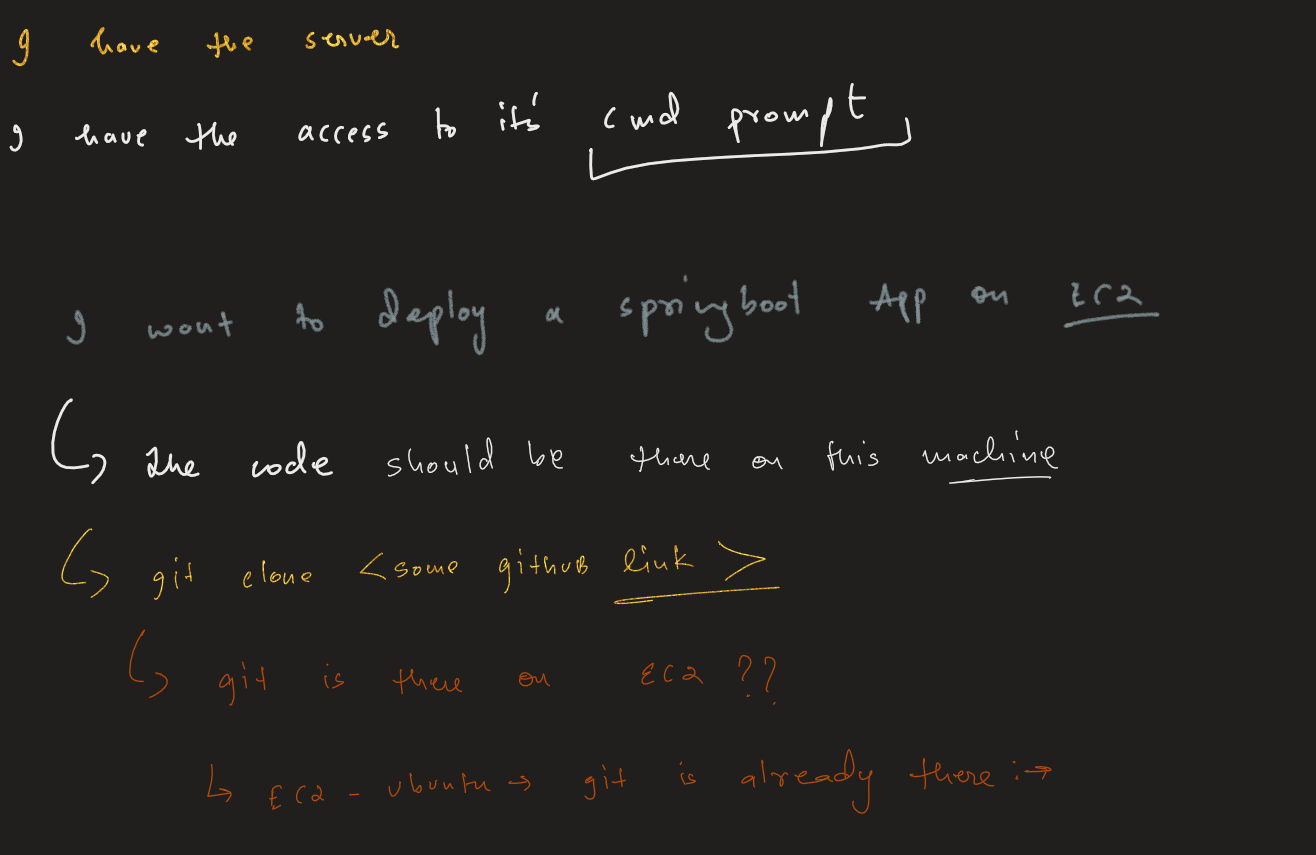 I have the server
I have the access to it's cmd prompt
I want to deploy a springboot App on EC2
↳ The code should be there on this machine
↳ git clone <some github link>
↳ git is there on EC2 ??
↳ EC2 - ubuntu → git is already there :→